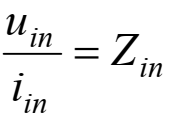 u_in / i_in = Z_in